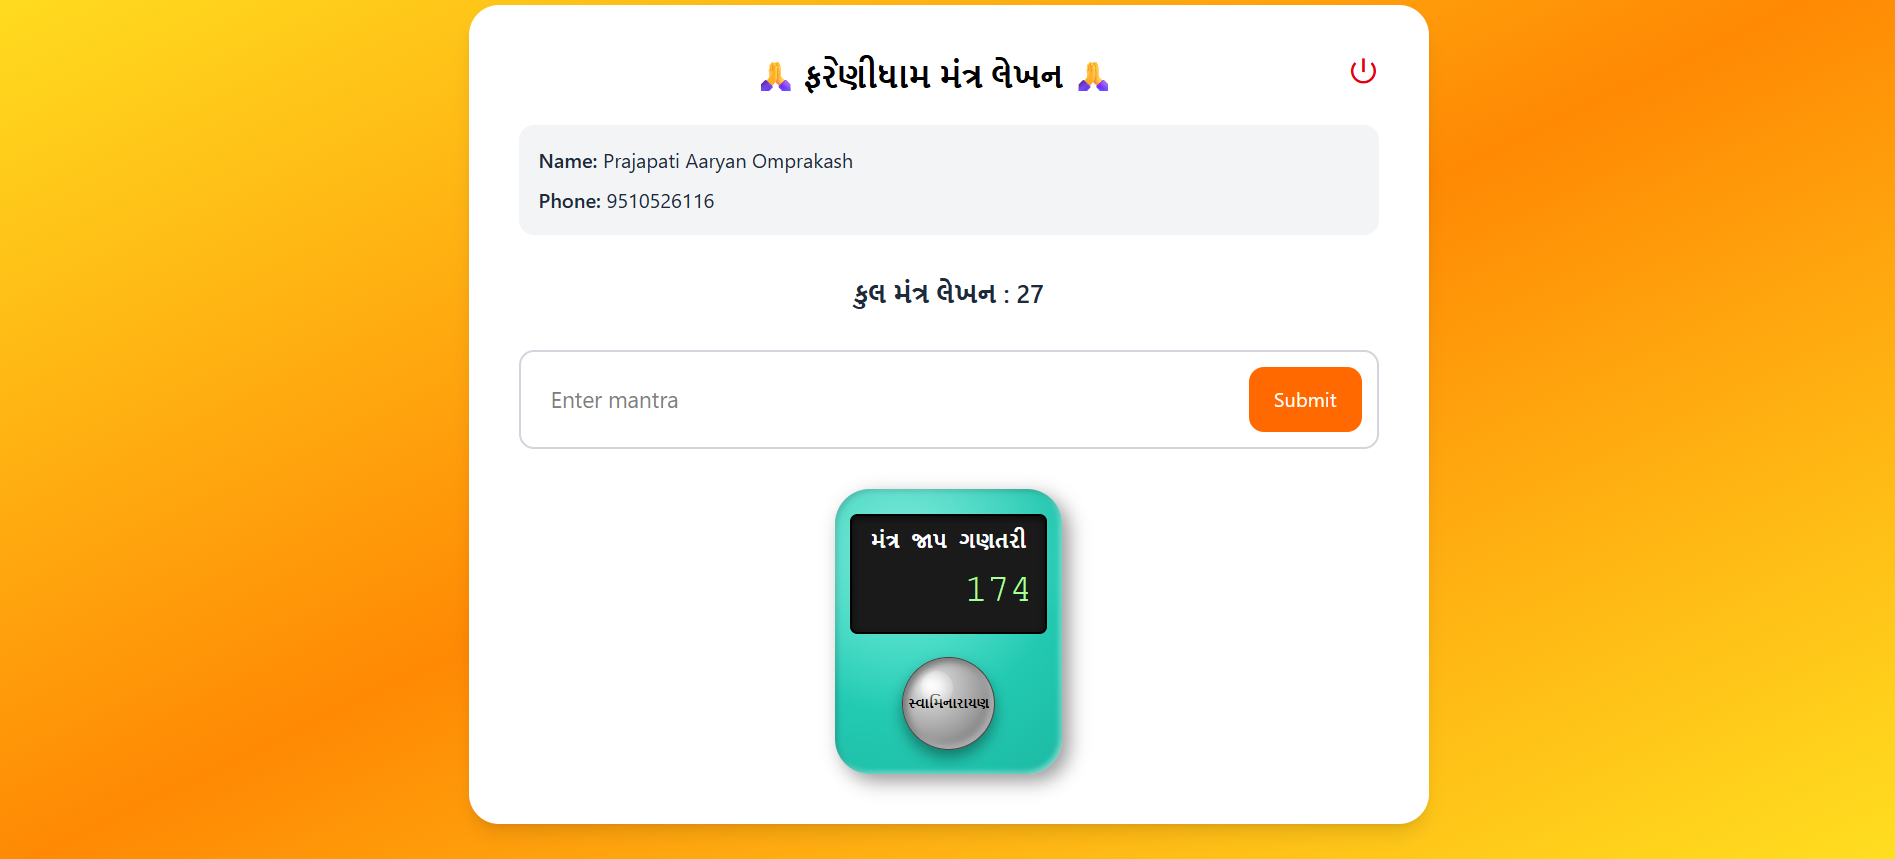 🙏 ફરેણીધામ મંત્ર લેખન 🙏
Name: Prajapati Aaryan Omprakash
Phone: 9510526116
કુલ મંત્ર લેખન : 27
Enter mantra
Submit
મંત્ર જાપ ગણતરી
174
સ્વામિનારાયણ